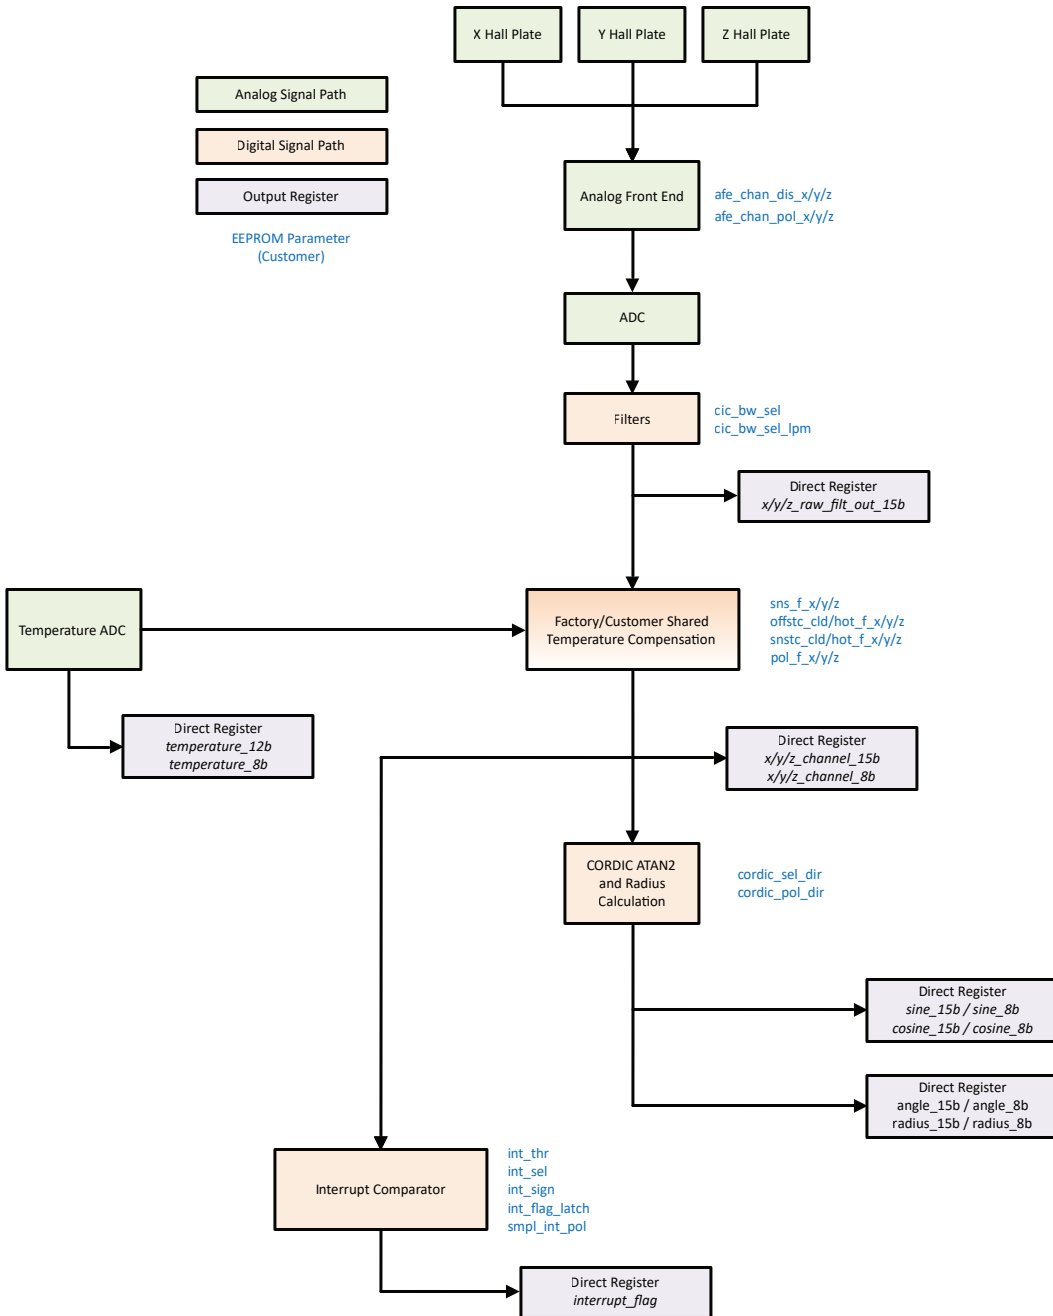 X Hall Plate
Y Hall Plate
Z Hall Plate
Analog Signal Path
Digital Signal Path
Output Register
EEPROM Parameter
(Customer)
Analog Front End
afe_chan_dis_x/y/z
afe_chan_pol_x/y/z
ADC
Filters
cic_bw_sel
cic_bw_sel_lpm
Direct Register
x/y/z_raw_filt_out_15b
Temperature ADC
Factory/Customer Shared
Temperature Compensation
sns_f_x/y/z
offstc_cld/hot_f_x/y/z
snstc_cld/hot_f_x/y/z
pol_f_x/y/z
Direct Register
temperature_12b
temperature_8b
Direct Register
x/y/z_channel_15b
x/y/z_channel_8b
CORDIC ATAN2
and Radius
Calculation
cordic_sel_dir
cordic_pol_dir
Direct Register
sine_15b / sine_8b
cosine_15b / cosine_8b
Direct Register
angle_15b / angle_8b
radius_15b / radius_8b
Interrupt Comparator
int_thr
int_sel
int_sign
int_flag_latch
smpl_int_pol
Direct Register
interrupt_flag